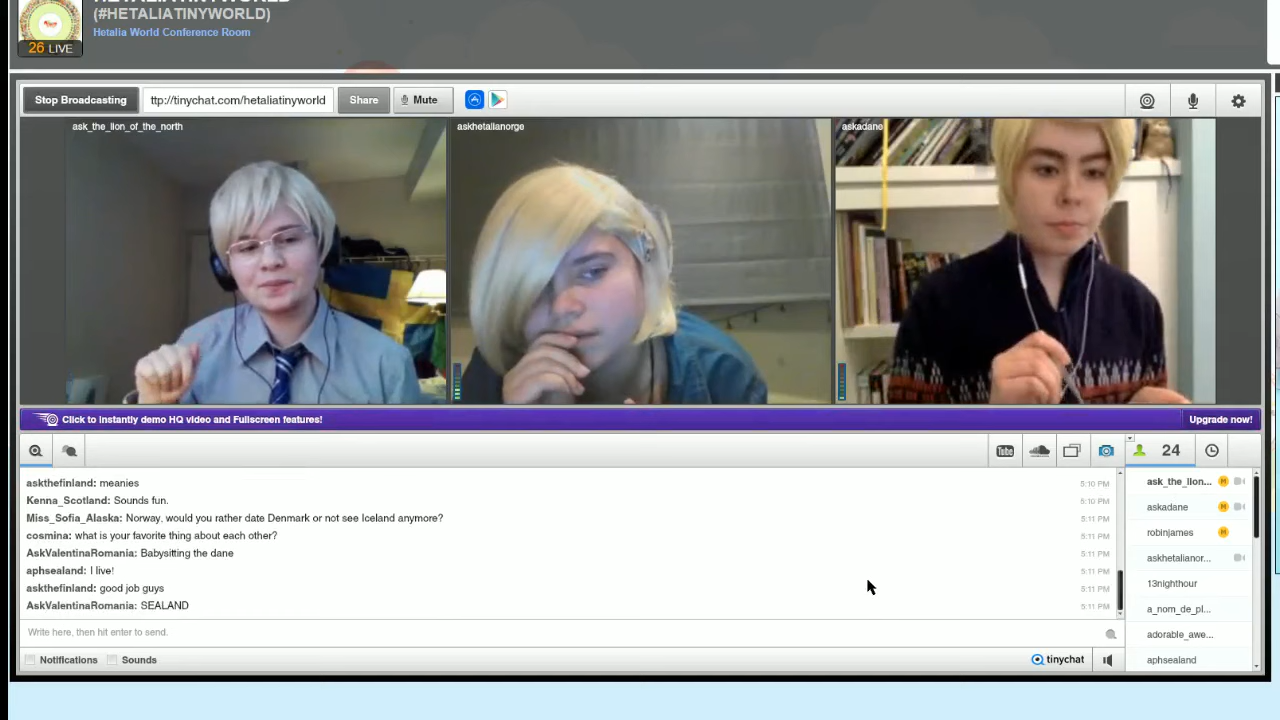 HETALIATINYWORLD
(#HETALIATINYWORLD)
Hetalia World Conference Room
26 LIVE
Stop Broadcasting
ttp://tinychat.com/hetaliatinyworld
Share
Mute
ask_the_lion_of_the_north
askhetalianorge
askadane
Click to instantly demo HQ video and Fullscreen features!
Upgrade now!
You Tube
24
askthefinland: meanies 5:10 PM
Kenna_Scotland: Sounds fun. 5:10 PM
Miss_Sofia_Alaska: Norway, would you rather date Denmark or not see Iceland anymore? 5:11 PM
cosmina: what is your favorite thing about each other? 5:11 PM
AskValentinaRomania: Babysitting the dane 5:11 PM
aphsealand: I live! 5:11 PM
askthefinland: good job guys 5:11 PM
AskValentinaRomania: SEALAND 5:11 PM
Write here, then hit enter to send.
Notifications
Sounds
tinychat
ask_the_lion... M
askadane M
robinjames M
askhetalianor...
13nighthour
a_nom_de_pl...
adorable_awe...
aphsealand